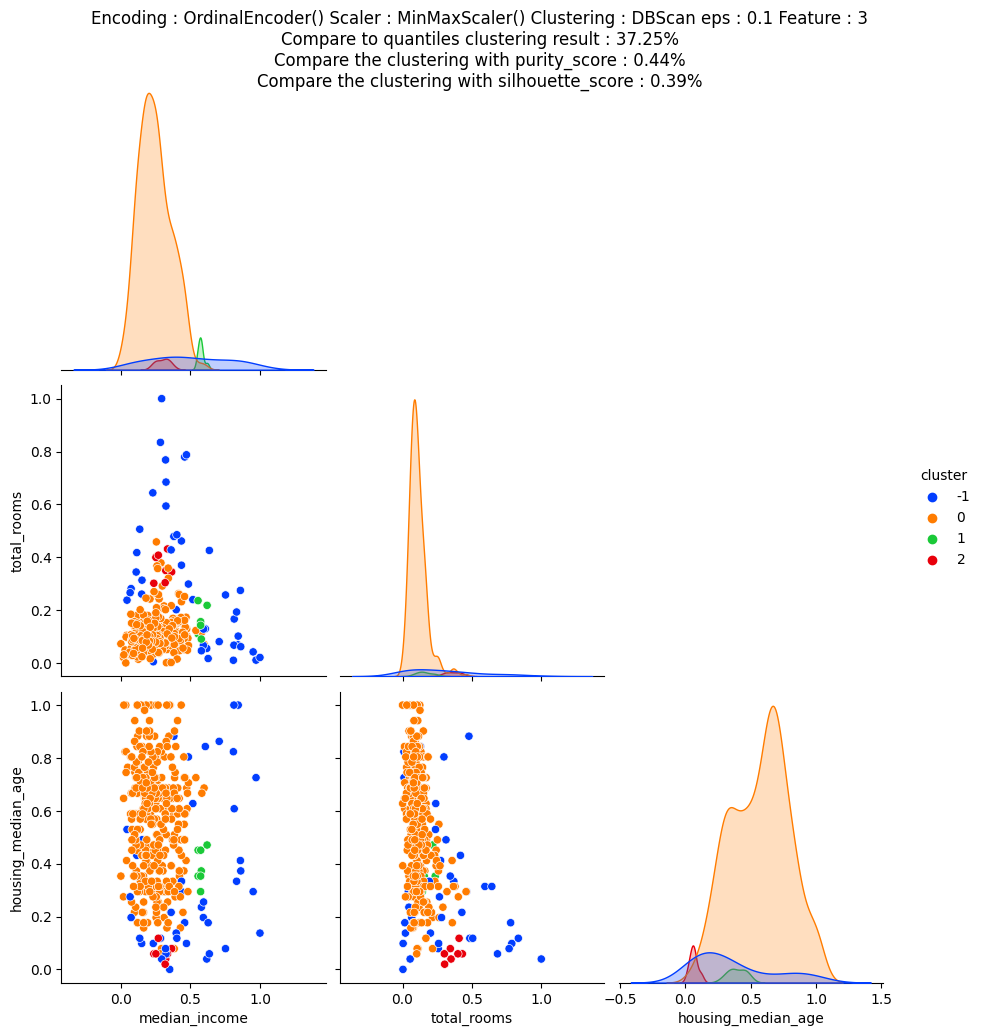 Encoding : OrdinalEncoder() Scaler : MinMaxScaler() Clustering : DBScan eps : 0.1 Feature : 3
Compare to quantiles clustering result : 37.25%
Compare the clustering with purity_score : 0.44%
Compare the clustering with silhouette_score : 0.39%
1.0
0.8
0.6
0.4
0.2
0.0
total_rooms
cluster
-1
0
1
2
1.0
0.8
0.6
0.4
0.2
0.0
housing_median_age
0.0 1.0
0.0 1.0
−0.5 0.0 0.5 1.0 1.5
median_income
total_rooms
housing_median_age